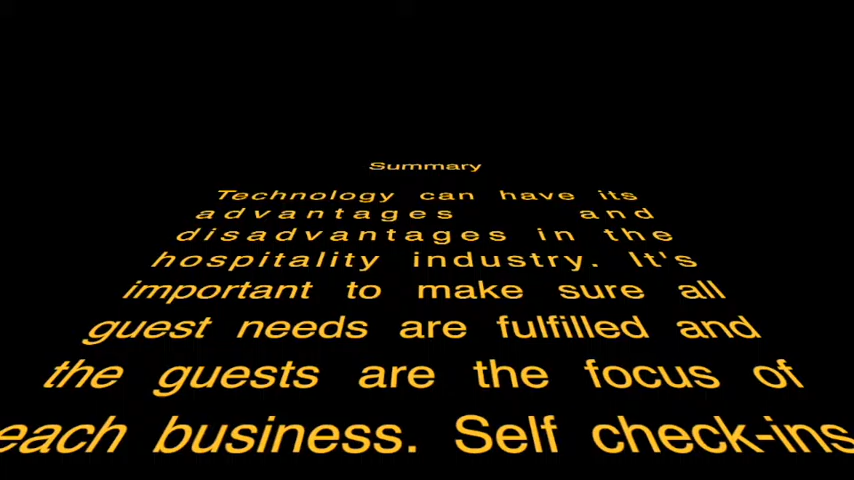 Summary
Technology can have its
advantages and
disadvantages in the
hospitality industry. It's
important to make sure all
guest needs are fulfilled and
the guests are the focus of
each business. Self check-ins